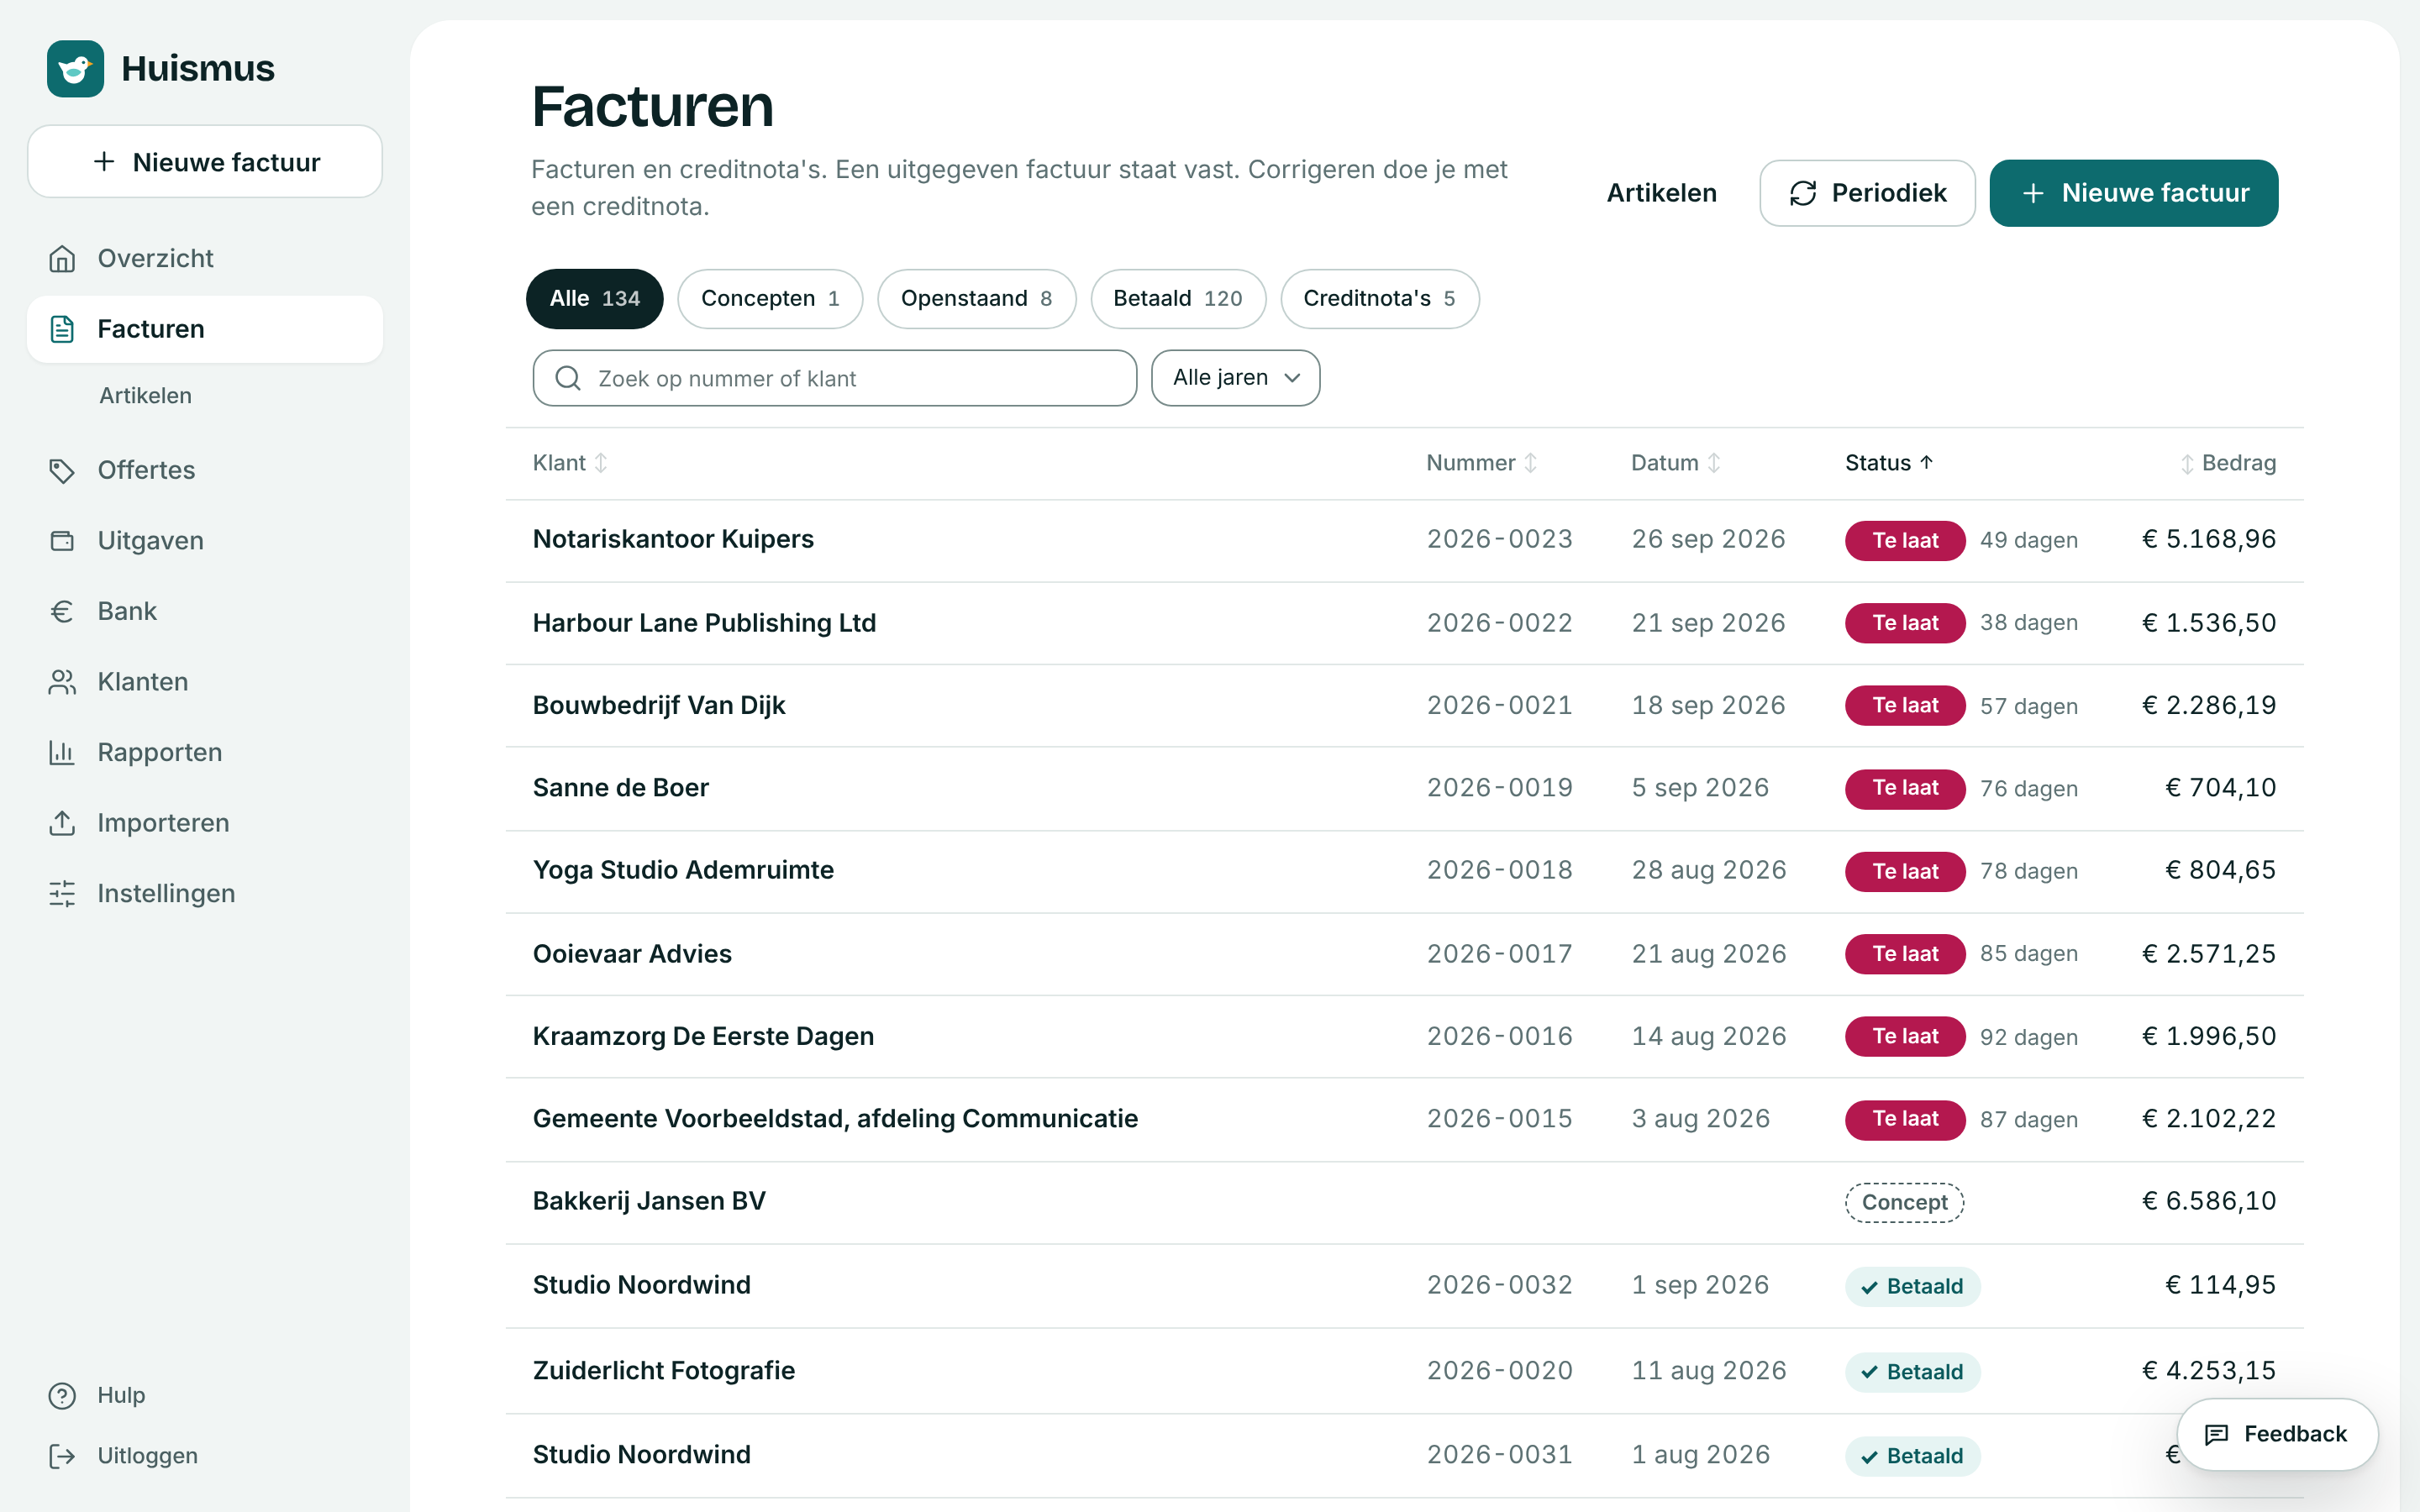 Huismus
Nieuwe factuur
Overzicht
Facturen
Artikelen
Offertes
Uitgaven
Bank
Klanten
Rapporten
Importeren
Instellingen
Hulp
Uitloggen
Facturen
Facturen en creditnota's. Een uitgegeven factuur staat vast. Corrigeren doe je met
een creditnota.
Artikelen Periodiek Nieuwe factuur
Alle 134 Concepten 1 Openstaand 8 Betaald 120 Creditnota's 5
Zoek op nummer of klant Alle jaren
Klant Nummer Datum Status Bedrag
Notariskantoor Kuipers 2026-0023 26 sep 2026 Te laat 49 dagen € 5.168,96
Harbour Lane Publishing Ltd 2026-0022 21 sep 2026 Te laat 38 dagen € 1.536,50
Bouwbedrijf Van Dijk 2026-0021 18 sep 2026 Te laat 57 dagen € 2.286,19
Sanne de Boer 2026-0019 5 sep 2026 Te laat 76 dagen € 704,10
Yoga Studio Ademruimte 2026-0018 28 aug 2026 Te laat 78 dagen € 804,65
Ooievaar Advies 2026-0017 21 aug 2026 Te laat 85 dagen € 2.571,25
Kraamzorg De Eerste Dagen 2026-0016 14 aug 2026 Te laat 92 dagen € 1.996,50
Gemeente Voorbeeldstad, afdeling Communicatie 2026-0015 3 aug 2026 Te laat 87 dagen € 2.102,22
Bakkerij Jansen BV Concept € 6.586,10
Studio Noordwind 2026-0032 1 sep 2026 Betaald € 114,95
Zuiderlicht Fotografie 2026-0020 11 aug 2026 Betaald € 4.253,15
Studio Noordwind 2026-0031 1 aug 2026 Betaald €
Feedback